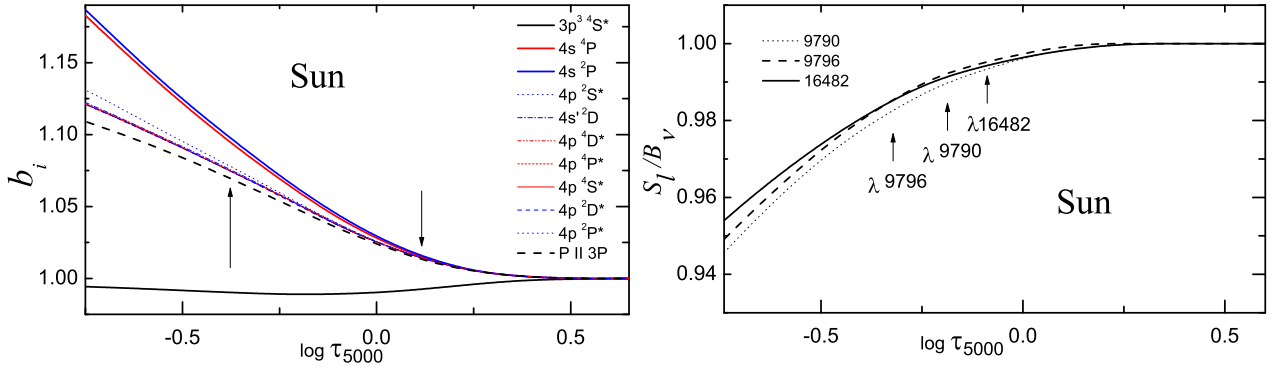 1.15
1.10
1.05
1.00
b i
Sun
3p3 4S*
4s 4P
4s 2P
4p 2S*
4s' 2D
4p 4D*
4p 4P*
4p 4S*
4p 2D*
4p 2P*
P II 3P
-0.5 0.0 0.5
log τ5000
1.00
0.98
0.96
0.94
Sl/Bν
9790
9796
16482
λ16482
λ 9790
λ 9796
Sun
-0.5 0.0 0.5
log τ5000